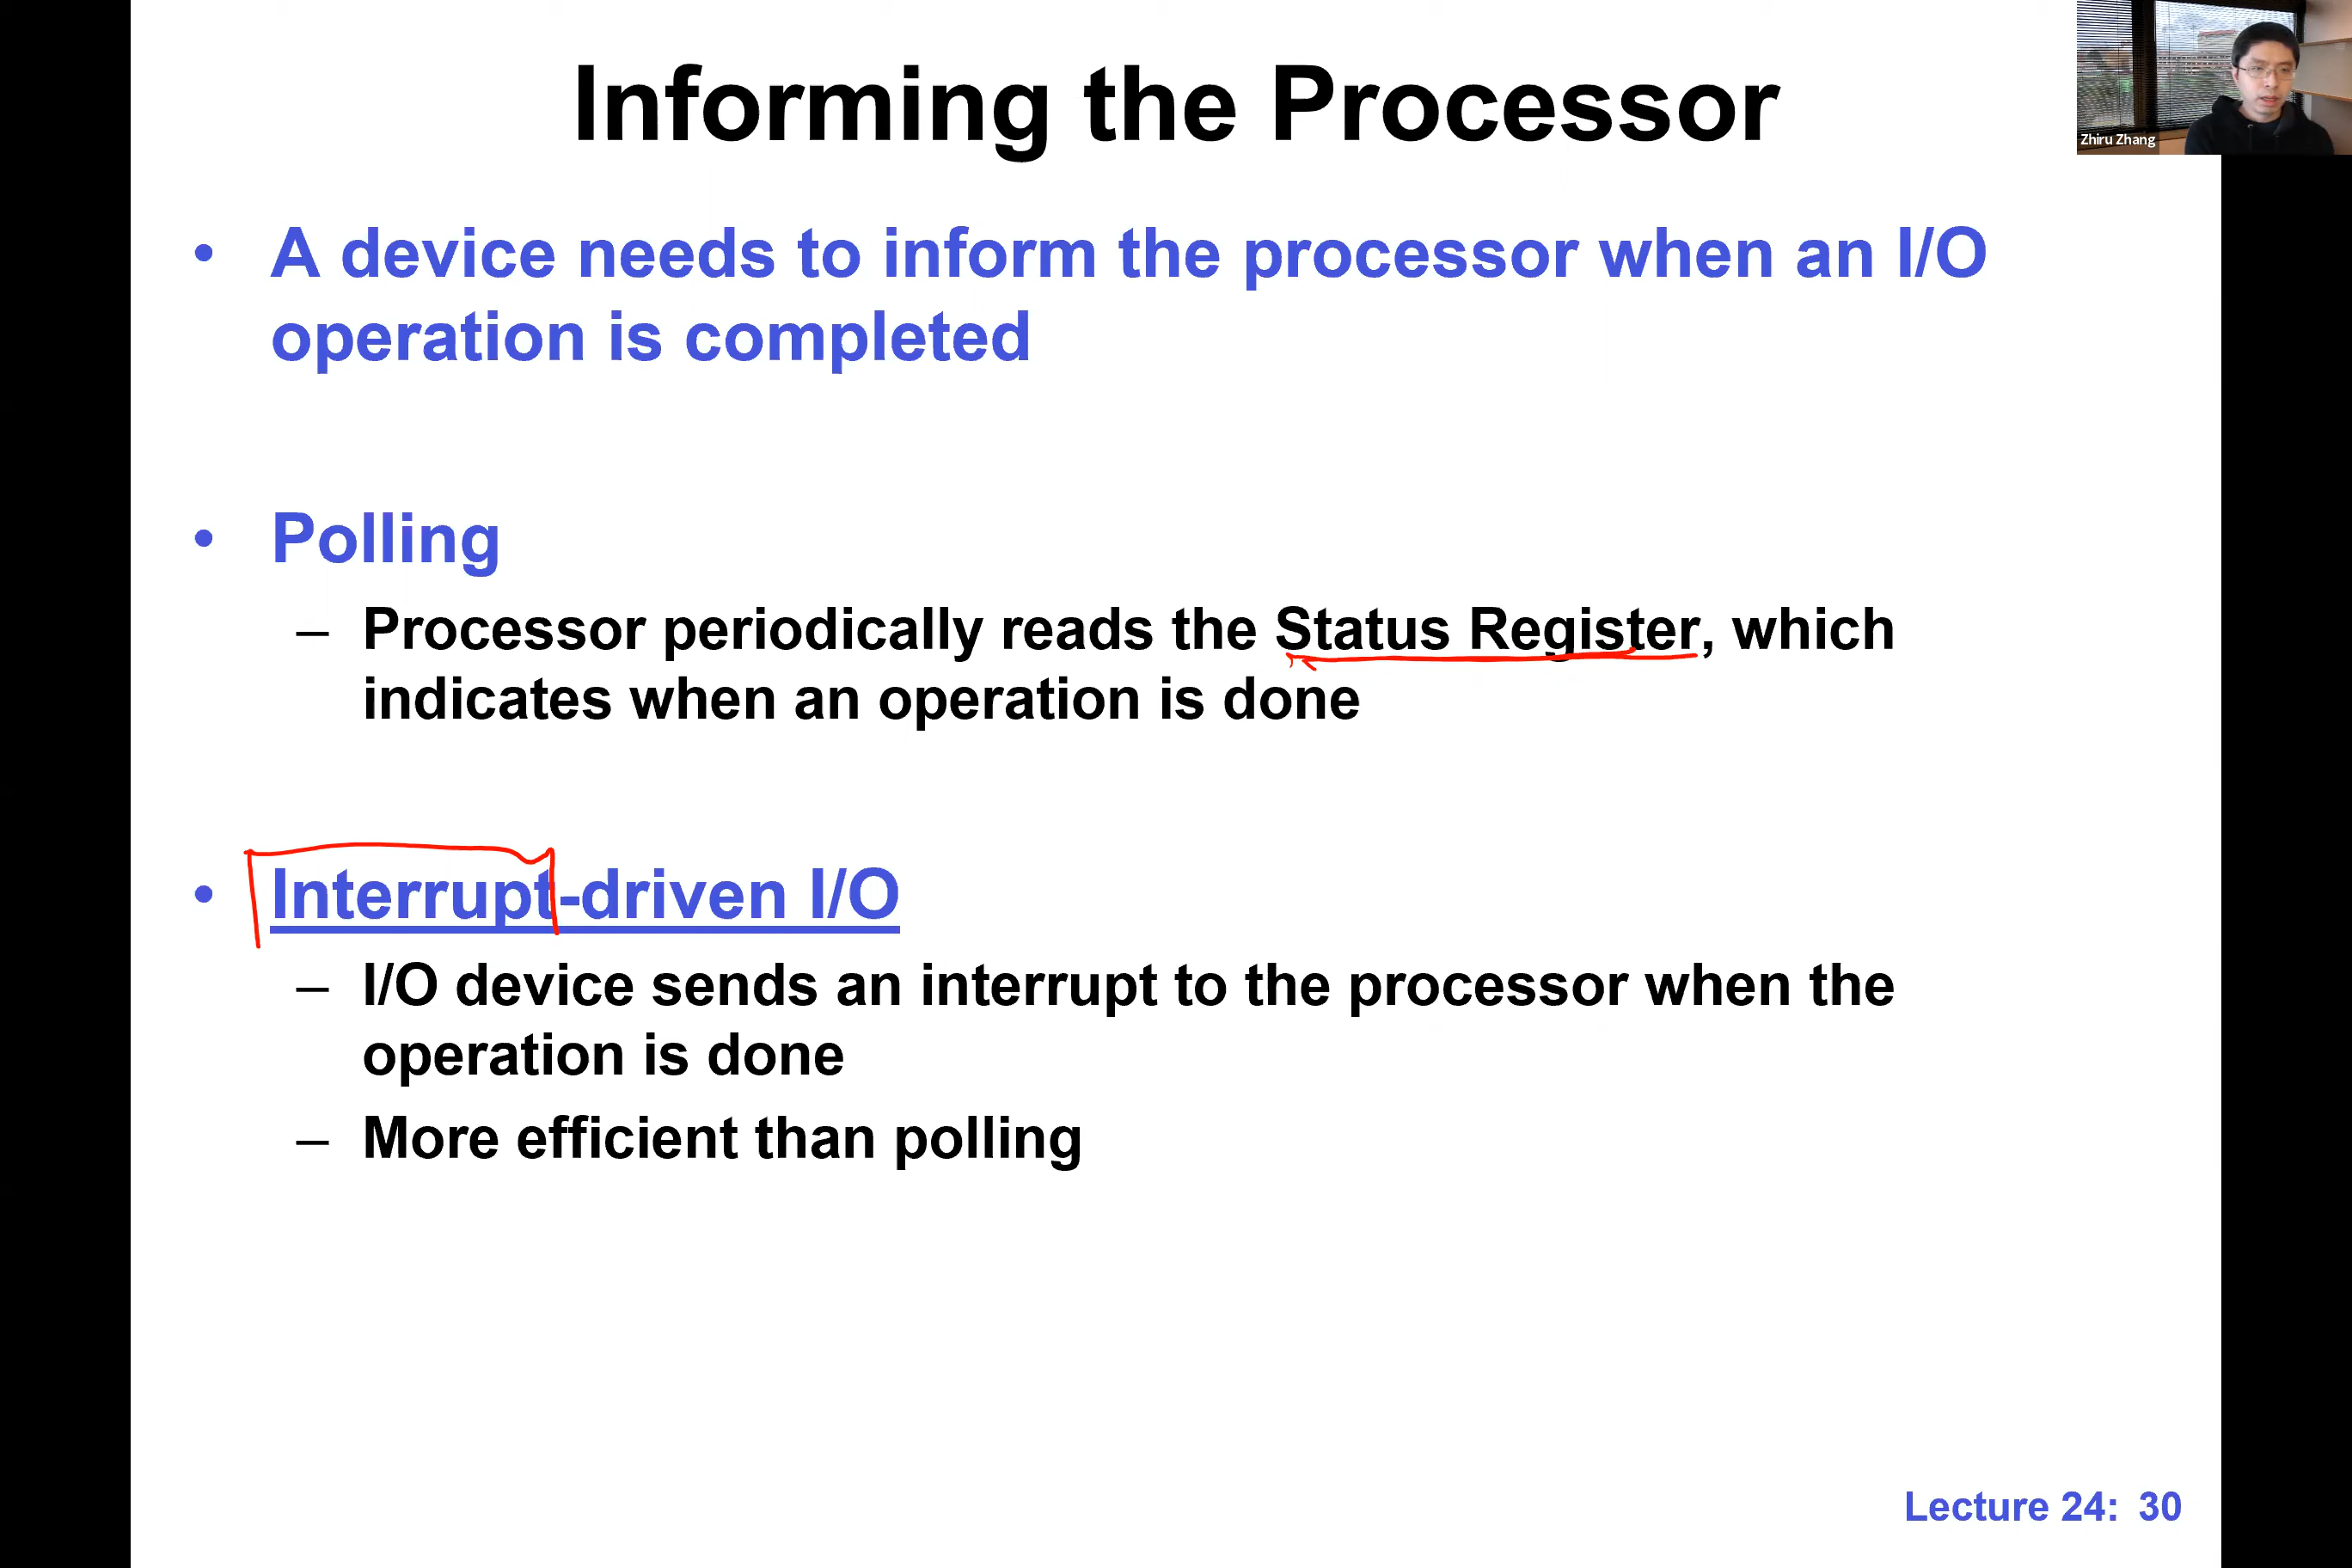 Informing the Processor
Zhiru Zhang
• A device needs to inform the processor when an I/O
operation is completed
• Polling
– Processor periodically reads the Status Register, which
indicates when an operation is done
• Interrupt-driven I/O
– I/O device sends an interrupt to the processor when the
operation is done
– More efficient than polling
Lecture 24: 30